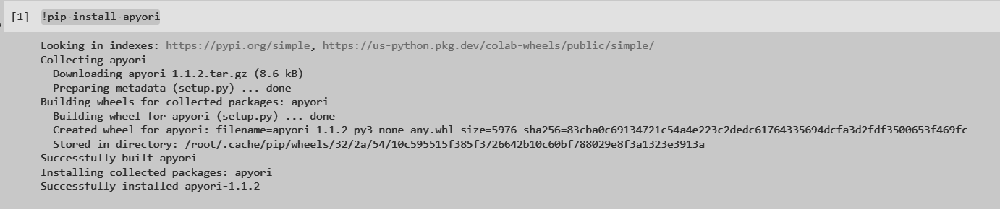 [1] !pip install apyori
Looking in indexes: https://pypi.org/simple, https://us-python.pkg.dev/colab-wheels/public/simple/
Collecting apyori
Downloading apyori-1.1.2.tar.gz (8.6 kB)
Preparing metadata (setup.py) ... done
Building wheels for collected packages: apyori
Building wheel for apyori (setup.py) ... done
Created wheel for apyori: filename=apyori-1.1.2-py3-none-any.whl size=5976 sha256=83cba0c69134721c54a4e223c2dedc61764335694dcfa3d2fdf3500653f469fc
Stored in directory: /root/.cache/pip/wheels/32/2a/54/10c595515f385f3726642b10c60bf788029e8f3a1323e3913a
Successfully built apyori
Installing collected packages: apyori
Successfully installed apyori-1.1.2